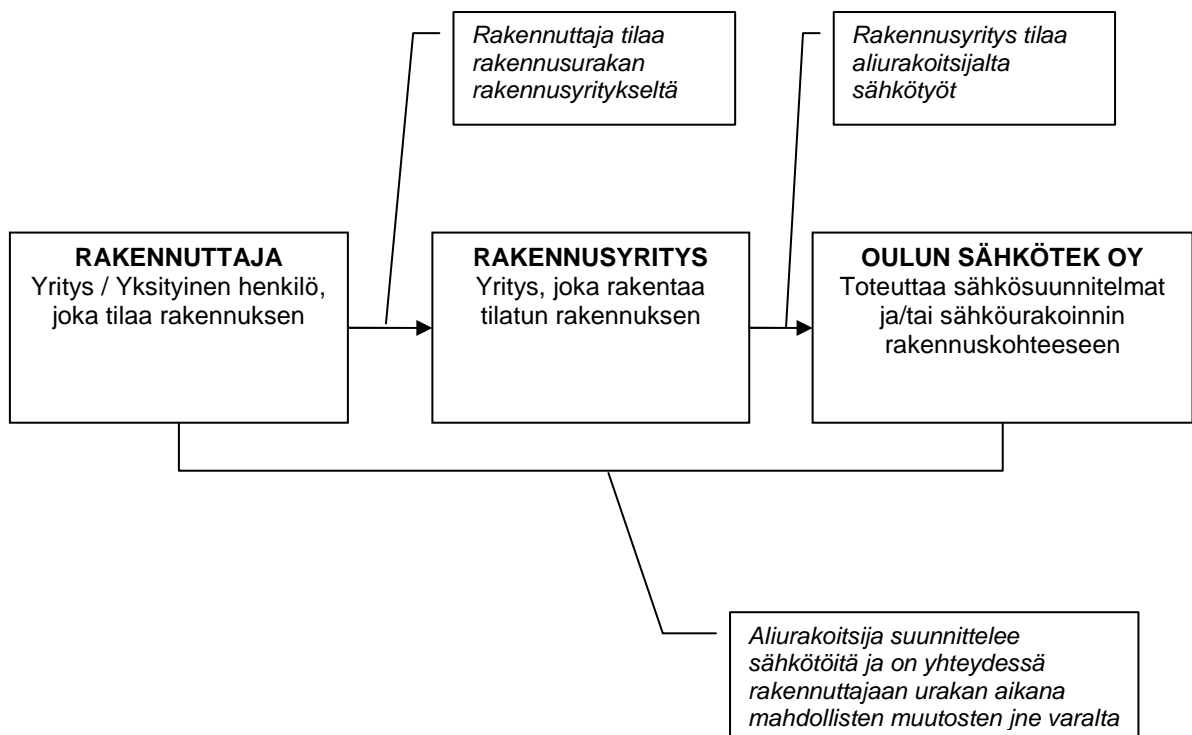 Rakennuttaja tilaa
rakennusurakan
rakennusyritykseltä
Rakennusyritys tilaa
aliurakoitsijalta
sähkötyöt
RAKENNUTTAJA
Yritys / Yksityinen henkilö,
joka tilaa rakennuksen
RAKENNUSYRITYS
Yritys, joka rakentaa
tilatun rakennuksen
OULUN SÄHKÖTEK OY
Toteuttaa sähkösuunnitelmat
ja/tai sähköurakoinnin
rakennuskohteeseen
Aliurakoitsija suunnittelee
sähkötöitä ja on yhteydessä
rakennuttajaan urakan aikana
mahdollisten muutosten jne varalta